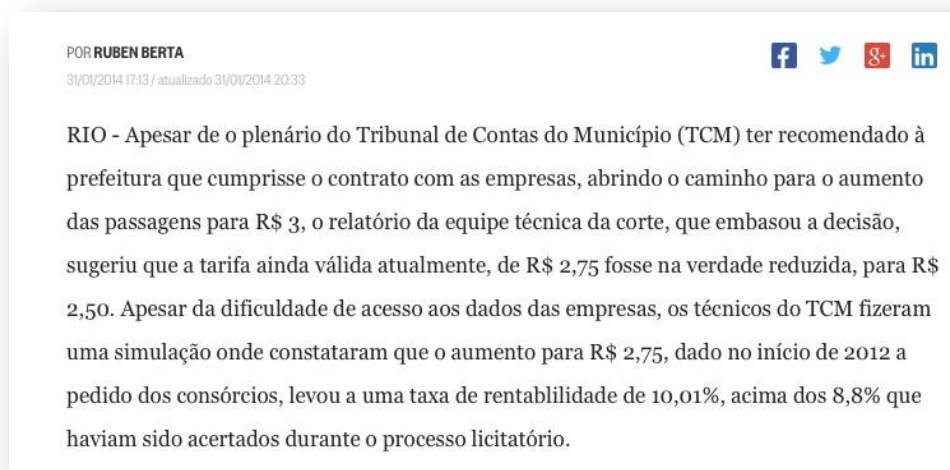 POR RUBEN BERTA
31/01/2014 17:13 / atualizado 31/01/2014 20:33
RIO - Apesar de o plenário do Tribunal de Contas do Município (TCM) ter recomendado à
prefeitura que cumprisse o contrato com as empresas, abrindo o caminho para o aumento
das passagens para R$ 3, o relatório da equipe técnica da corte, que embasou a decisão,
sugeriu que a tarifa ainda válida atualmente, de R$ 2,75 fosse na verdade reduzida, para R$
2,50. Apesar da dificuldade de acesso aos dados das empresas, os técnicos do TCM fizeram
uma simulação onde constataram que o aumento para R$ 2,75, dado no início de 2012 a
pedido dos consórcios, levou a uma taxa de rentablilidade de 10,01%, acima dos 8,8% que
haviam sido acertados durante o processo licitatório.